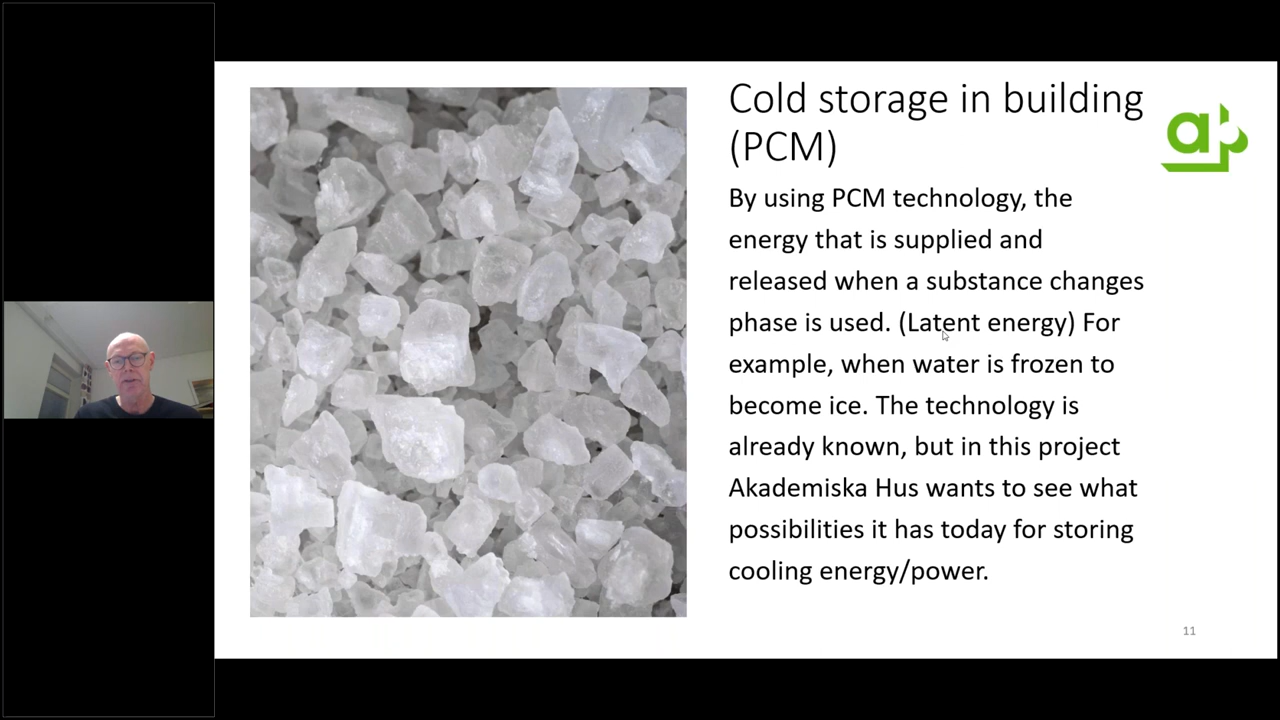 Cold storage in building
(PCM)
By using PCM technology, the
energy that is supplied and
released when a substance changes
phase is used. (Latent energy) For
example, when water is frozen to
become ice. The technology is
already known, but in this project
Akademiska Hus wants to see what
possibilities it has today for storing
cooling energy/power.
11